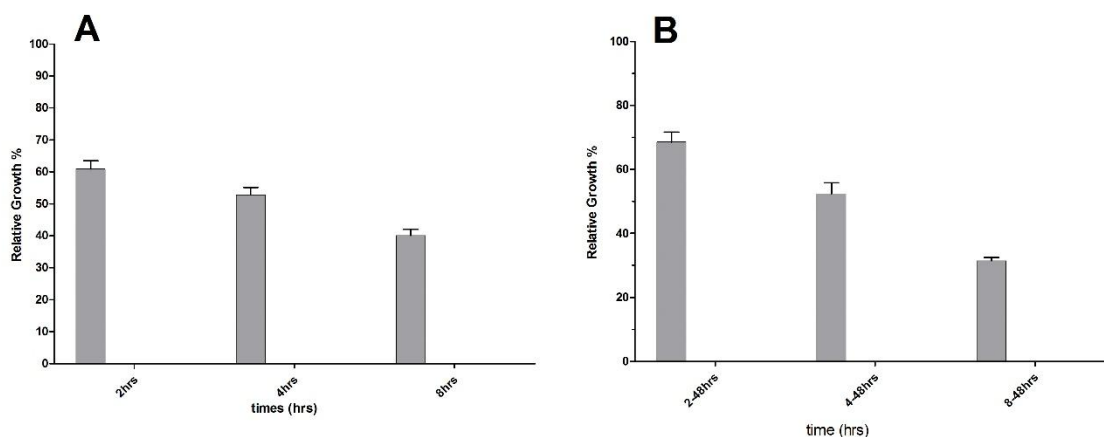 A
Relative Growth %
100
90
80
70
60
50
40
30
20
10
0
2hrs
4hrs
8hrs
times (hrs)
B
Relative Growth %
100
80
60
40
20
0
2-48hrs
4-48hrs
8-48hrs
time (hrs)